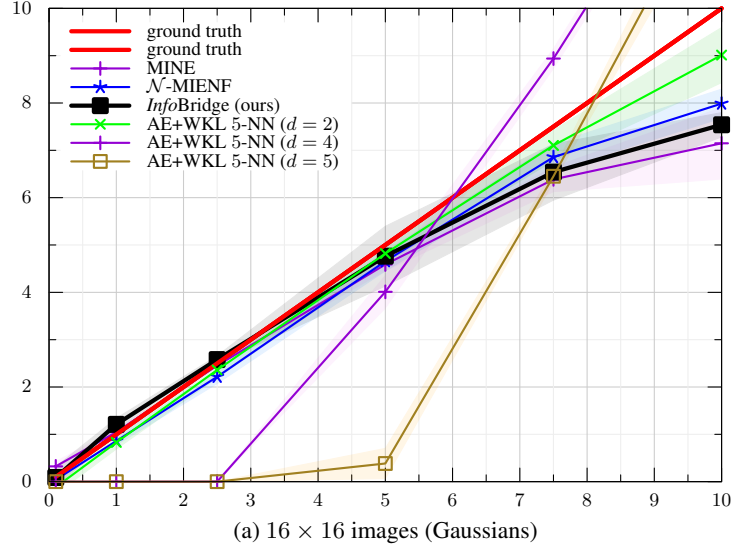 10
8
6
4
2
0
ground truth
ground truth
MINE
𝒩-MIENF
InfoBridge (ours)
AE+WKL 5-NN (d = 2)
AE+WKL 5-NN (d = 4)
AE+WKL 5-NN (d = 5)
0 1 2 3 4 5 6 7 8 9 10
(a) 16 × 16 images (Gaussians)